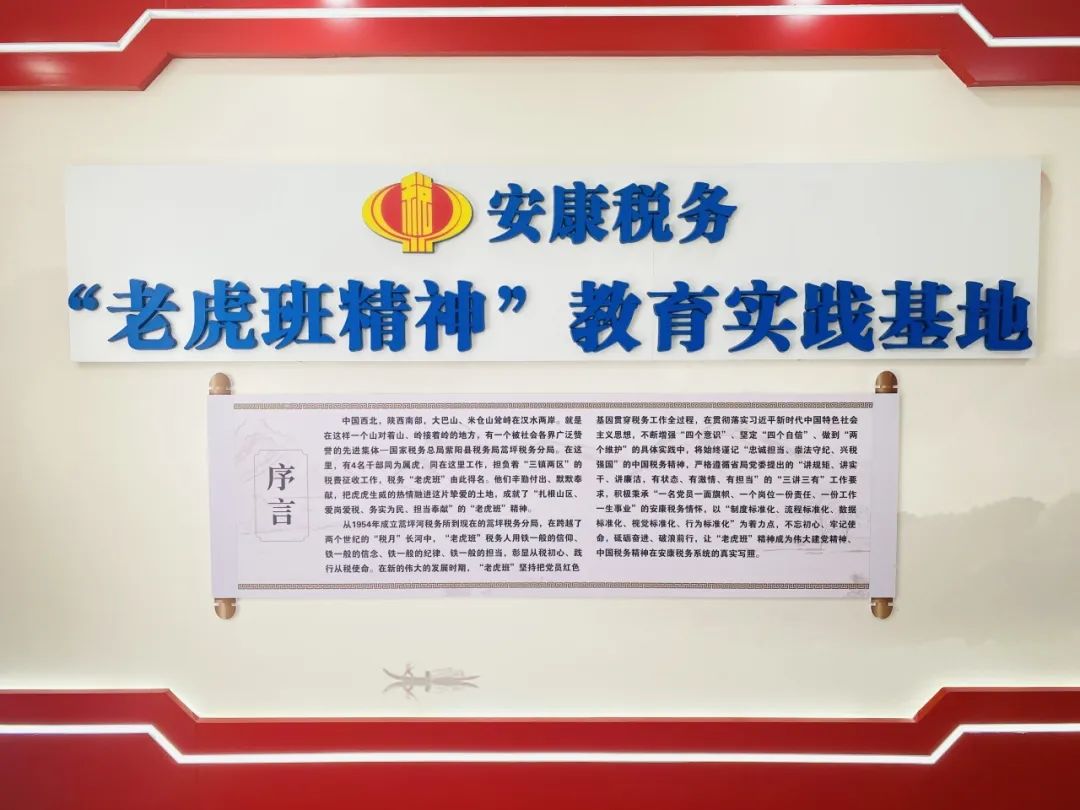 税
安康税务
“老虎班精神”教育实践基地
序言
中国西北，陕西南部，大巴山、米仓山耸峙在汉水两岸。就是
在这样一个山对着山、岭接着岭的地方，有一个被社会各界广泛赞
誉的先进集体—国家税务总局紫阳县税务局蒿坪税务分局。在这
里，有4名干部同为属虎，同在这里工作，担负着“三镇两区”的
税费征收工作，税务“老虎班”由此得名。他们辛勤付出、默默奉
献，把虎虎生威的热情融进这片挚爱的土地，成就了“扎根山区、
爱岗爱税、务实为民、担当奉献”的“老虎班”精神。
从1954年成立蒿坪河税务所到现在的蒿坪税务分局，在跨越了
两个世纪的“税月”长河中，“老虎班”税务人用铁一般的信仰、
铁一般的信念、铁一般的纪律、铁一般的担当，彰显从税初心、践
行从税使命。在新的伟大的发展时期，“老虎班”坚持把党员红色
基因贯穿税务工作全过程，在贯彻落实习近平新时代中国特色社会
主义思想，不断增强“四个意识”、坚定“四个自信”、做到“两
个维护”的具体实践中，将始终谨记“忠诚担当、崇法守纪、兴税
强国”的中国税务精神，严格遵循省局党委提出的“讲规矩、讲实
干、讲廉洁，有状态、有激情、有担当”的“三讲三有”工作要
求，积极秉承“一名党员一面旗帜、一个岗位一份责任、一份工作
一生事业”的安康税务情怀，以“制度标准化、流程标准化、数据
标准化、视觉标准化、行为标准化”为着力点，不忘初心、牢记使
命，砥砺奋进、破浪前行，让“老虎班”精神成为伟大建党精神、
中国税务精神在安康税务系统的真实写照。